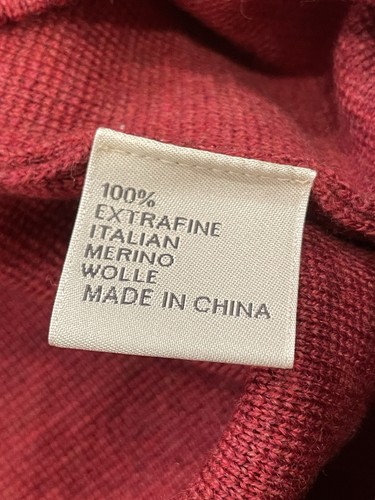 100%
EXTRAFINE
ITALIAN
MERINO
WOLLE
MADE IN CHINA